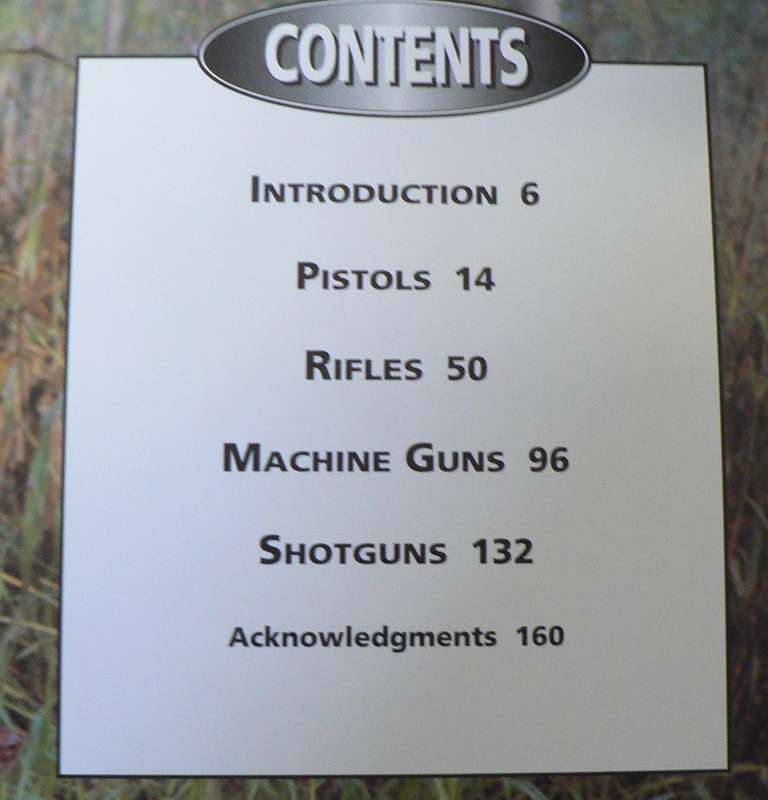 CONTENTS
INTRODUCTION 6
PISTOLS 14
RIFLES 50
MACHINE GUNS 96
SHOTGUNS 132
Acknowledgments 160